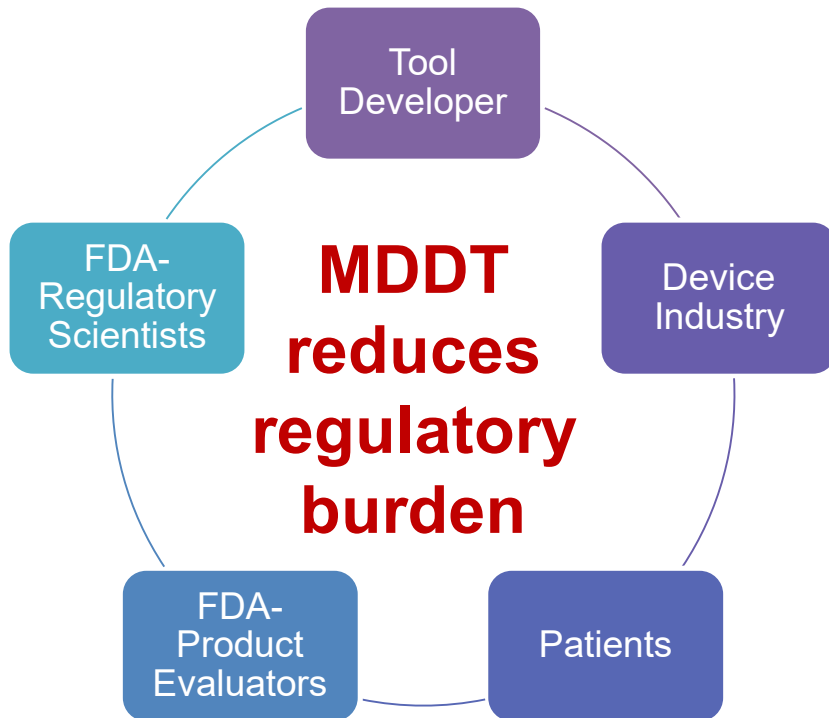 Tool
Developer
Device
Industry
Patients
FDA-
Product
Evaluators
FDA-
Regulatory
Scientists
MDDT
reduces
regulatory
burden